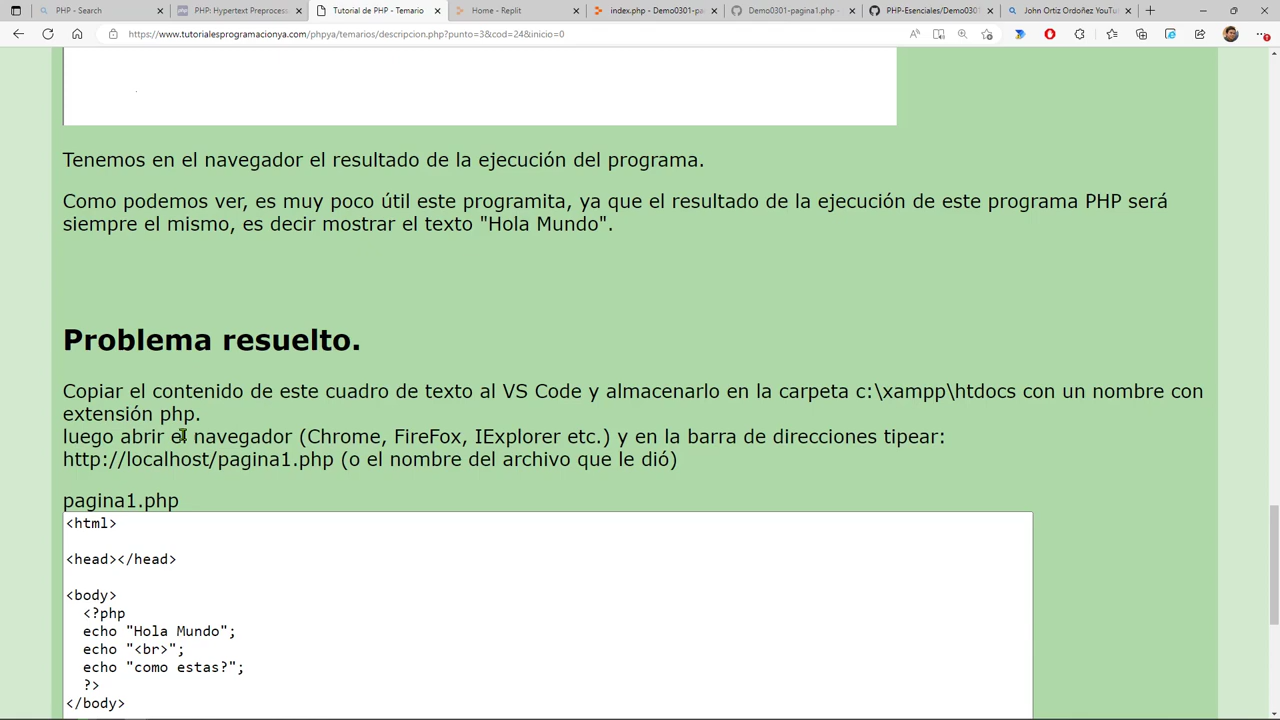 PHP - Search
PHP: Hypertext Preprocess
Tutorial de PHP - Temario
Home - Replit
index.php - Demo0301-pa
Demo0301-pagina1.php -
PHP-Esenciales/Demo0301
John Ortiz Ordoñez YouTu
https://www.tutorialesprogramacionya.com/phpya/temarios/descripcion.php?punto=3&cod=24&inicio=0
Tenemos en el navegador el resultado de la ejecución del programa.
Como podemos ver, es muy poco útil este programita, ya que el resultado de la ejecución de este programa PHP será
siempre el mismo, es decir mostrar el texto "Hola Mundo".
Problema resuelto.
Copiar el contenido de este cuadro de texto al VS Code y almacenarlo en la carpeta c:\xampp\htdocs con un nombre con
extensión php.
luego abrir el navegador (Chrome, FireFox, IExplorer etc.) y en la barra de direcciones tipear:
http://localhost/pagina1.php (o el nombre del archivo que le dió)
pagina1.php
<html>
<head></head>
<body>
<?php
echo "Hola Mundo";
echo "<br>";
echo "como estas?";
?>
</body>